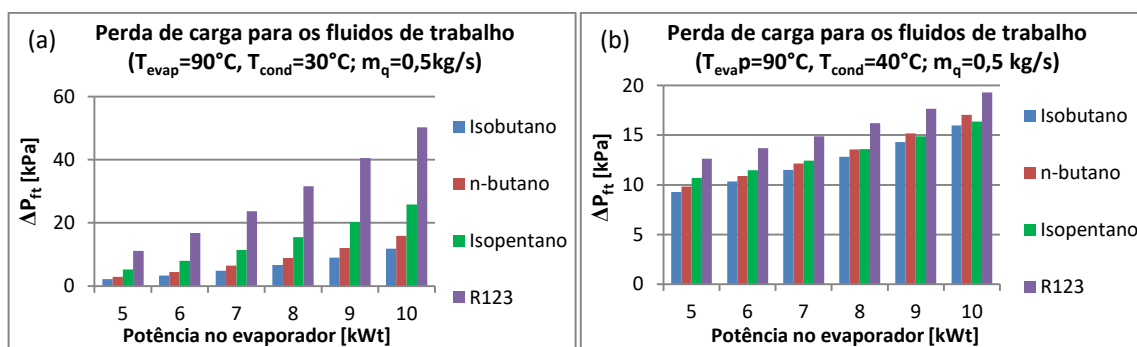 (a)
Perda de carga para os fluidos de trabalho
(Tevap=90°C, Tcond=30°C; mq=0,5kg/s)
60
40
20
0
ΔPft [kPa]
5 6 7 8 9 10
Potência no evaporador [kWt]
Isobutano
n-butano
Isopentano
R123
(b)
Perda de carga para os fluidos de trabalho
(Tevap=90°C, Tcond=40°C; mq=0,5 kg/s)
20
15
10
5
0
ΔPft [kPa]
5 6 7 8 9 10
Potência no evaporador [kWt]
Isobutano
n-butano
Isopentano
R123